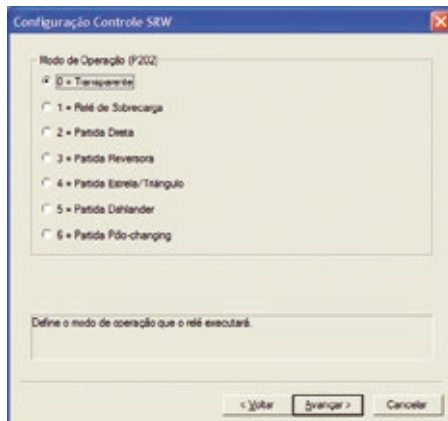 Configuração Controle SRW
Modo de Operação (P202)
0 = Transparente
1 = Relé de Sobrecarga
2 = Partida Direta
3 = Partida Reversora
4 = Partida Estrela/Triângulo
5 = Partida Dahlander
6 = Partida Pólo-changing
Define o modo de operação que o relé executará.
< Voltar
Avançar >
Cancelar